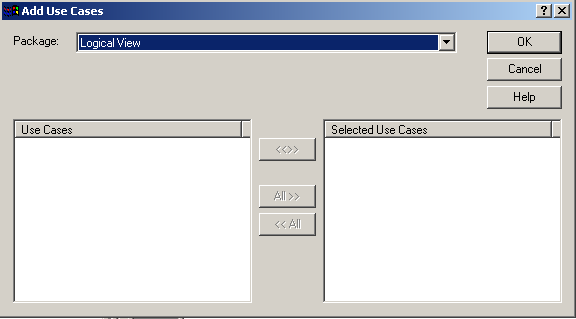 Add Use Cases
Package: Logical View
OK
Cancel
Help
Use Cases
Selected Use Cases
<<>>
All >>
<< All